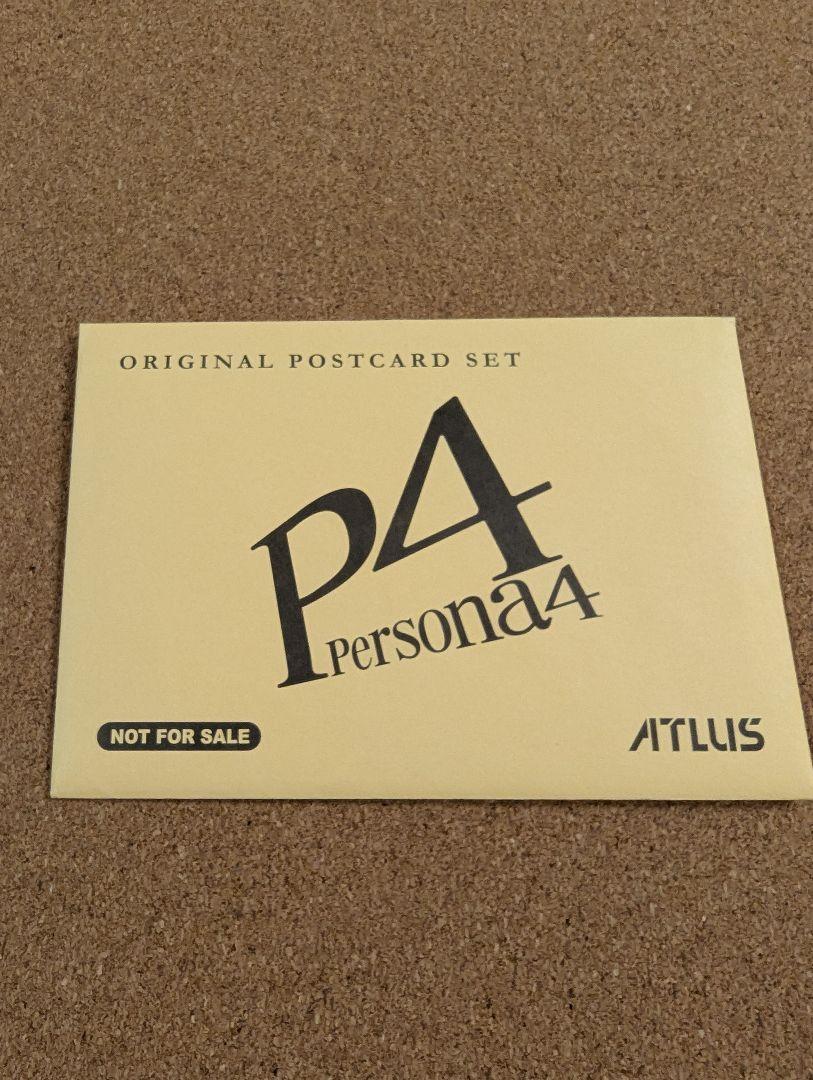 ORIGINAL POSTCARD SET
P4
Persona4
NOT FOR SALE
ATLUS